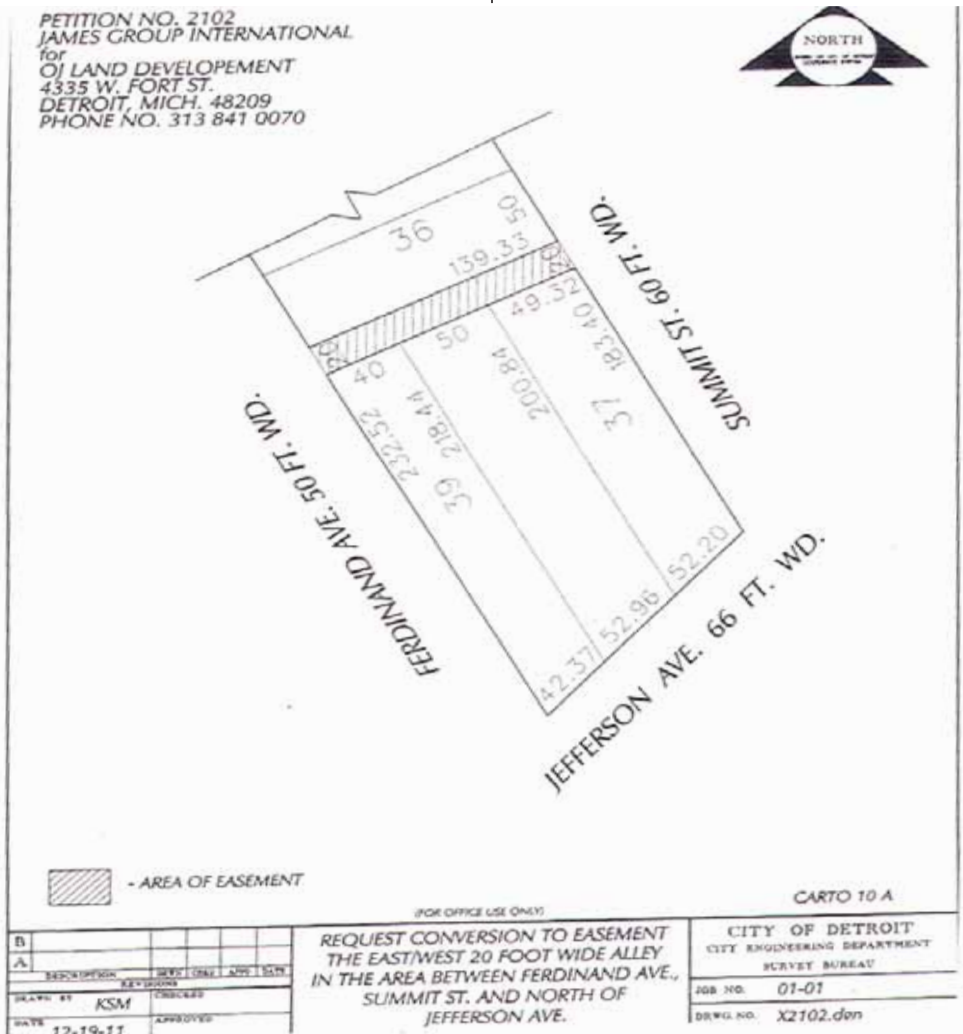 PETITION NO. 2102
JAMES GROUP INTERNATIONAL
for
OJ LAND DEVELOPEMENT
4335 W. FORT ST.
DETROIT, MICH. 48209
PHONE NO. 313 841 0070
NORTH
36
50
139.33
20
SUMMIT ST. 60 FT. WD.
20
40
50
49.32
183.40
200.84
37
218.44
232.52
39
FERDINAND AVE. 50 FT. WD.
52.20
52.96
42.37
JEFFERSON AVE. 66 FT. WD.
- AREA OF EASEMENT
CARTO 10 A
(FOR OFFICE USE ONLY)
B
A
DESCRIPTION DRWN CHKD APPD DATE
REVISIONS
DRAWN BY KSM CHECKED
DATE 12-19-11 APPROVED
REQUEST CONVERSION TO EASEMENT
THE EAST/WEST 20 FOOT WIDE ALLEY
IN THE AREA BETWEEN FERDINAND AVE.,
SUMMIT ST. AND NORTH OF
JEFFERSON AVE.
CITY OF DETROIT
CITY ENGINEERING DEPARTMENT
SURVEY BUREAU
JOB NO. 01-01
DRWG. NO. X2102.dgn